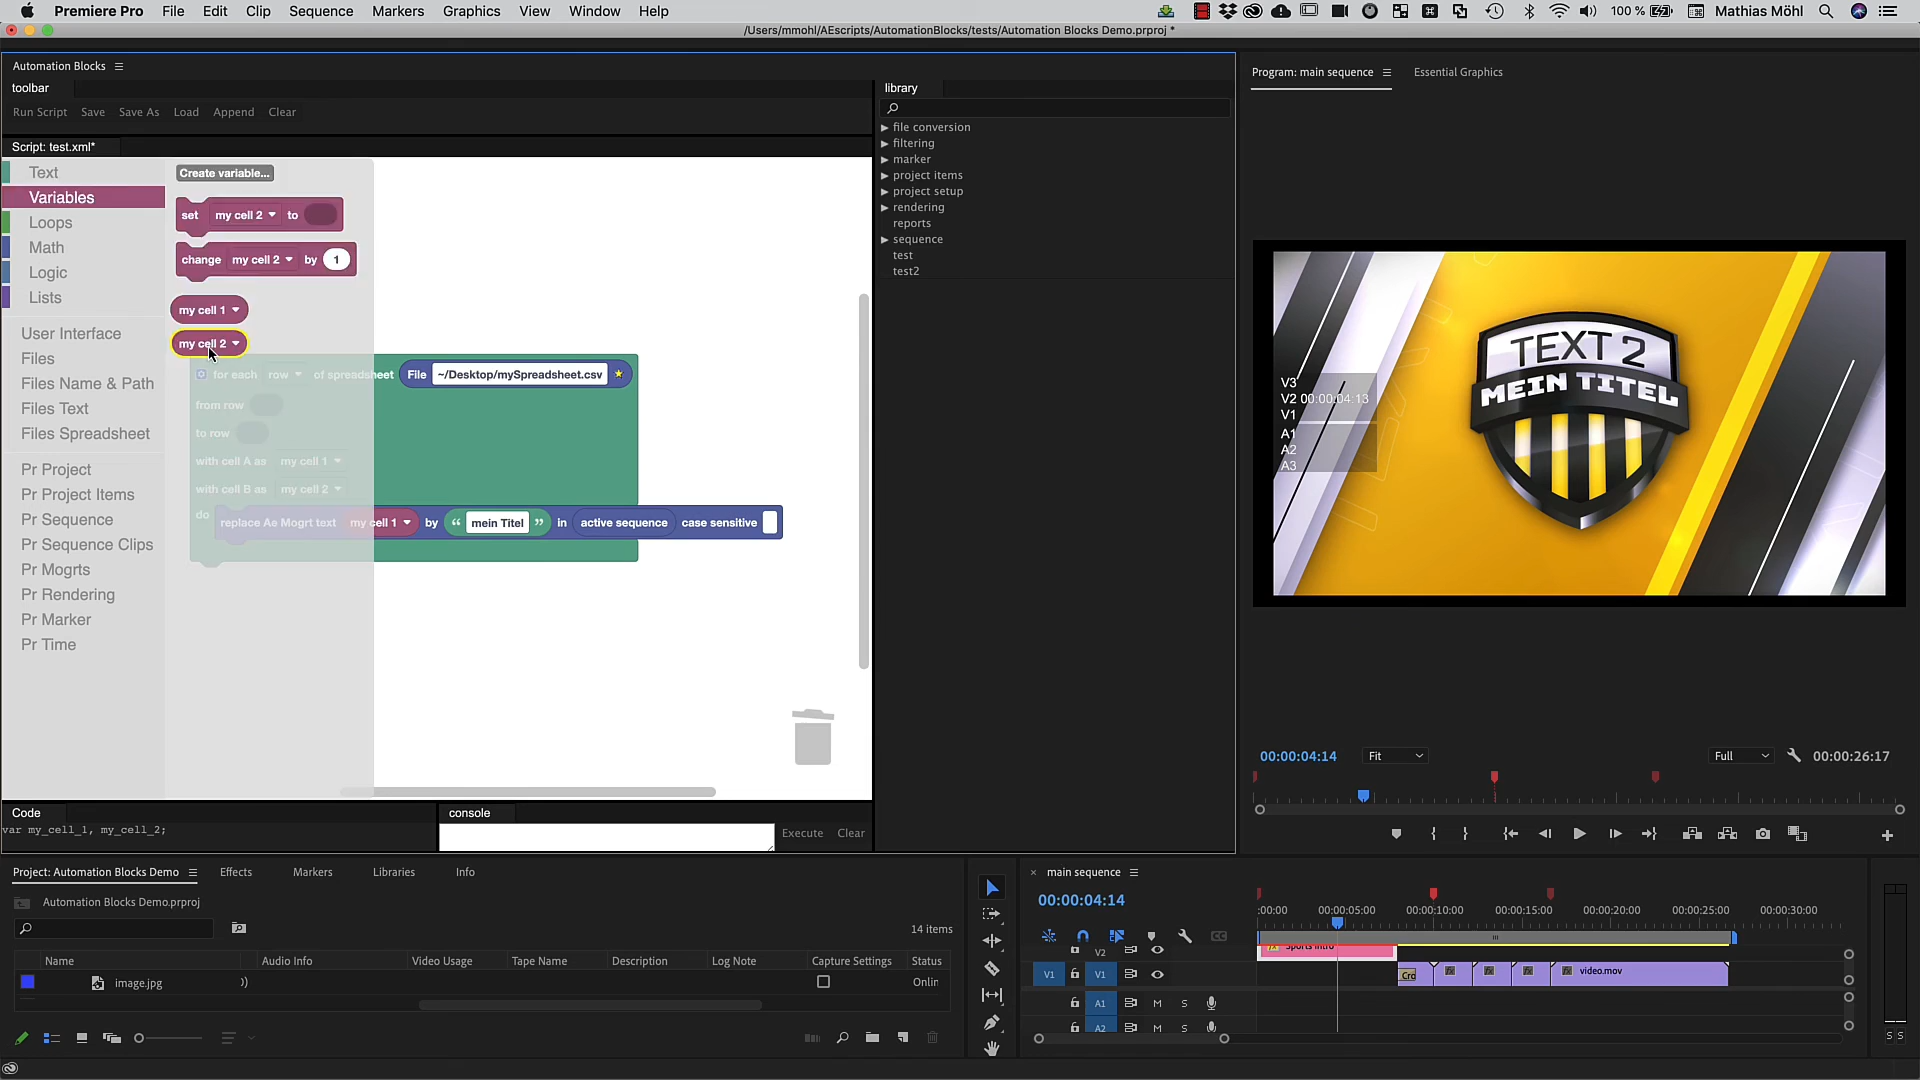 Premiere Pro File Edit Clip Sequence Markers Graphics View Window Help 100 % Mathias Möhl
/Users/mmohl/AEscripts/AutomationBlocks/tests/Automation Blocks Demo.prproj *
Automation Blocks
toolbar
Run Script Save Save As Load Append Clear
Script: test.xml*
Text
Variables
Loops
Math
Logic
Lists
User Interface
Files
Files Name & Path
Files Text
Files Spreadsheet
Pr Project
Pr Project Items
Pr Sequence
Pr Sequence Clips
Pr Mogrts
Pr Rendering
Pr Marker
Pr Time
Create variable...
set my cell 2 to
change my cell 2 by 1
my cell 1
my cell 2
for each row of spreadsheet File ~/Desktop/mySpreadsheet.csv
from row
to row
with cell A as my cell 1
with cell B as my cell 2
do replace Ae Mogrt text my cell 1 by “ mein Titel ” in active sequence case sensitive
library
file conversion
filtering
marker
project items
project setup
rendering
reports
sequence
test
test2
Code
var my_cell_1, my_cell_2;
console
Execute Clear
Program: main sequence Essential Graphics
TEXT 2
MEIN TITEL
V3
V2 00:00:04:13
V1
A1
A2
A3
00:00:04:14 Fit Full 00:00:26:17
Project: Automation Blocks Demo Effects Markers Libraries Info
Automation Blocks Demo.prproj
14 items
Name Audio Info Video Usage Tape Name Description Log Note Capture Settings Status
image.jpg Onlin
main sequence
00:00:04:14
:00:00 00:00:05:00 00:00:10:00 00:00:15:00 00:00:20:00 00:00:25:00 00:00:30:00
V2 Sports Intro
V1 V1 Cro video.mov
A1 M S
A2 M S
S S